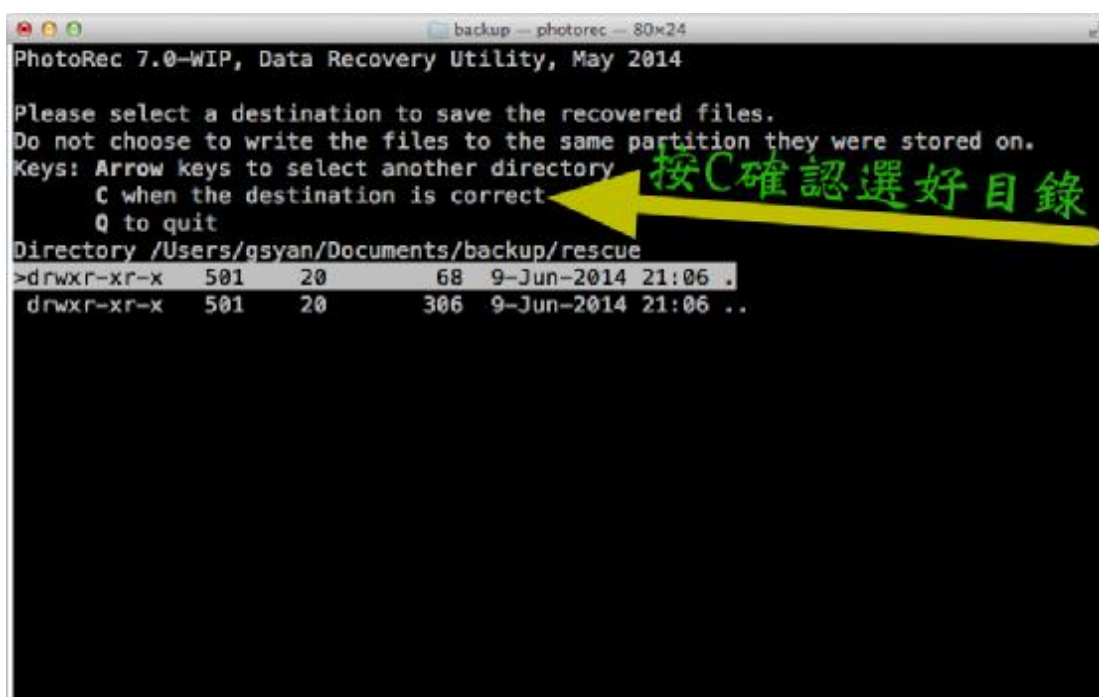 backup — photorec — 80×24
PhotoRec 7.0-WIP, Data Recovery Utility, May 2014
Please select a destination to save the recovered files.
Do not choose to write the files to the same partition they were stored on.
Keys: Arrow keys to select another directory
C when the destination is correct
Q to quit
按C確認選好目錄
Directory /Users/gsyan/Documents/backup/rescue
>drwxr-xr-x 501 20 68 9-Jun-2014 21:06 .
drwxr-xr-x 501 20 306 9-Jun-2014 21:06 ..